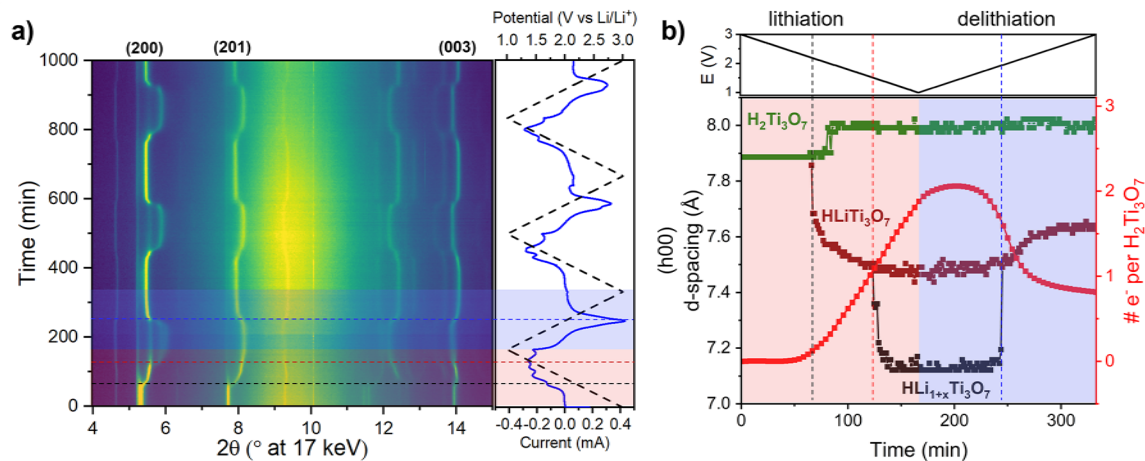 a)
Potential (V vs Li/Li⁺)
(200) (201) (003) 1.0 1.5 2.0 2.5 3.0
1000
800
600
400
200
0
Time (min)
4 6 8 10 12 14
2θ (° at 17 keV)
-0.4 -0.2 0.0 0.2 0.4
Current (mA)
b)
lithiation delithiation
3
2
1
E (V)
8.0
7.8
7.6
7.4
7.2
7.0
(h00)
d-spacing (Å)
H₂Ti₃O₇
HLiTi₃O₇
HLi₁₊ₓTi₃O₇
3
2
1
0
# e⁻ per H₂Ti₃O₇
0 100 200 300
Time (min)